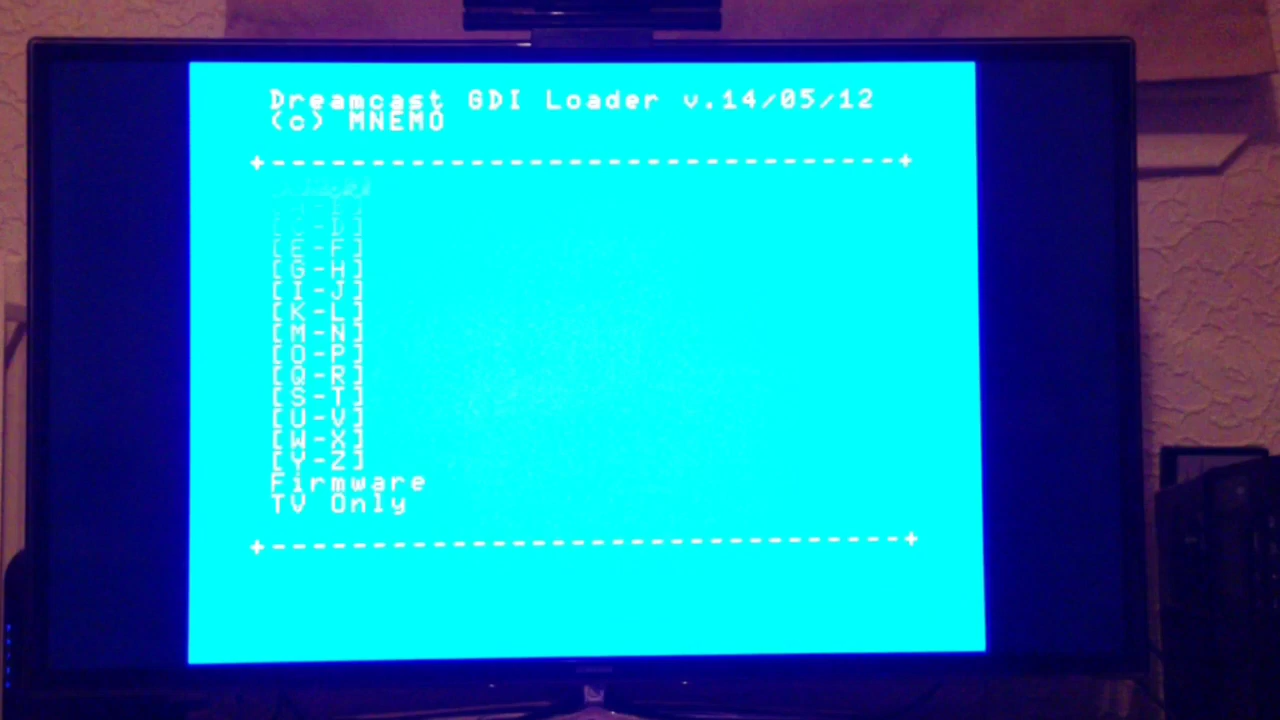 Dreamcast GDI Loader v.14/05/12
(c) MNEMO
+--------------------------------+
[E-F]
[G-H]
[I-J]
[K-L]
[M-N]
[O-P]
[Q-R]
[S-T]
[U-V]
[W-X]
[Y-Z]
Firmware
TV Only
+--------------------------------+